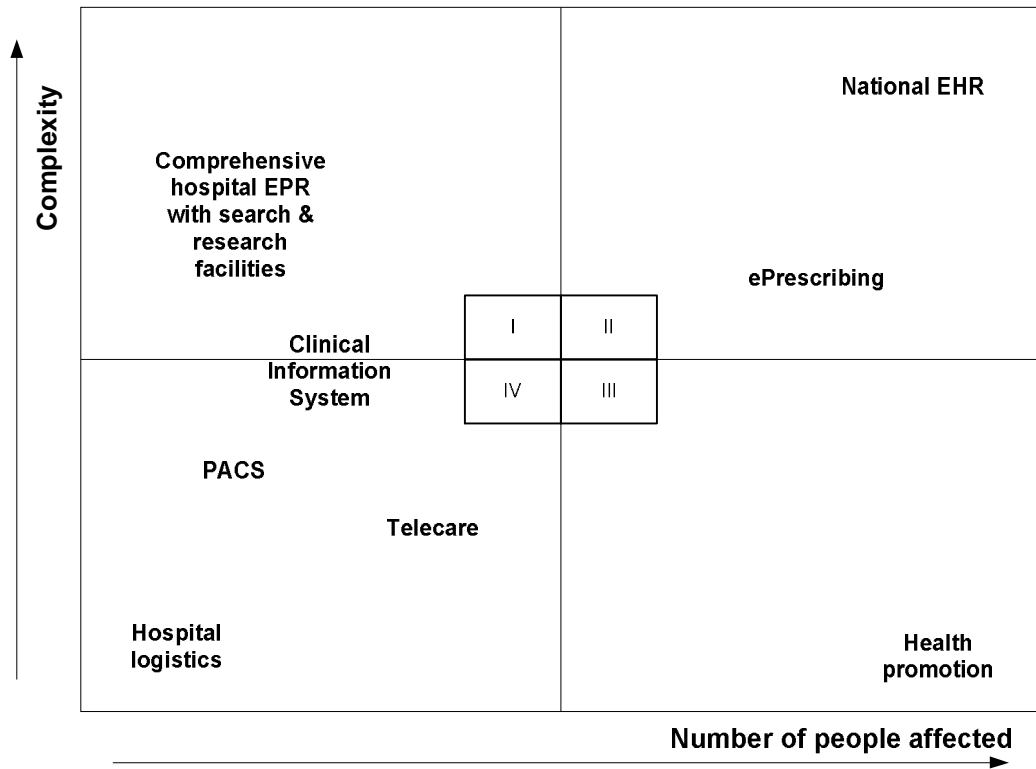 National EHR
Complexity
Comprehensive
hospital EPR
with search &
research
facilities
ePrescribing
I
II
Clinical
Information
System
IV
III
PACS
Telecare
Hospital
logistics
Health
promotion
Number of people affected